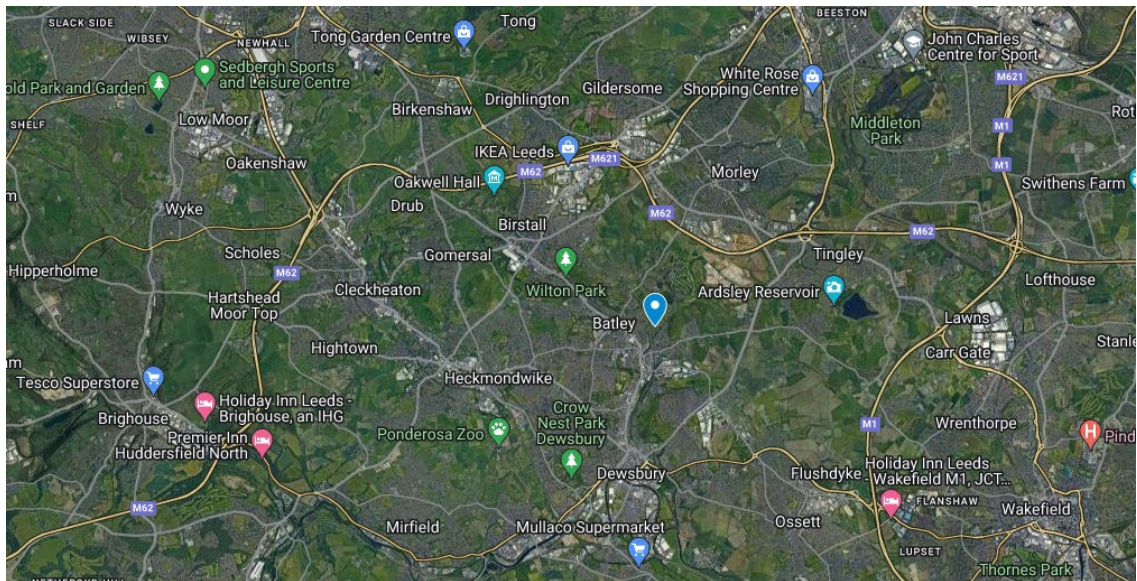 SLACK SIDE
Tong
BEESTON
WIBSEY
NEWHALL
Tong Garden Centre
John Charles
Centre for Sport
Sedbergh Sports
and Leisure Centre
old Park and Garden
White Rose
Shopping Centre
M621
Gildersome
Drighlington
Birkenshaw
SHELF
Low Moor
Middleton
Park
M1
Rot
Oakenshaw
IKEA Leeds
M621
M62
Morley
M1
Oakwell Hall
Swithens Farm
m
Wyke
Drub
Birstall
M62
M62
Scholes
Gomersal
Tingley
Hipperholme
M62
Cleckheaton
Wilton Park
Ardsley Reservoir
Lofthouse
Hartshead
Moor Top
Batley
Lawns
Hightown
Carr Gate
Stanle
am
Tesco Superstore
Heckmondwike
Holiday Inn Leeds -
Brighouse, an IHG
Brighouse
Crow
Nest Park
Dewsbury
Ponderosa Zoo
M1
Wrenthorpe
Premier Inn
Huddersfield North
H
Pind
Dewsbury
Flushdyke
Holiday Inn Leeds
- Wakefield M1, JCT...
FLANSHAW
M62
Mirfield
Mullaco Supermarket
Ossett
Wakefield
LUPSET
Thornes Park